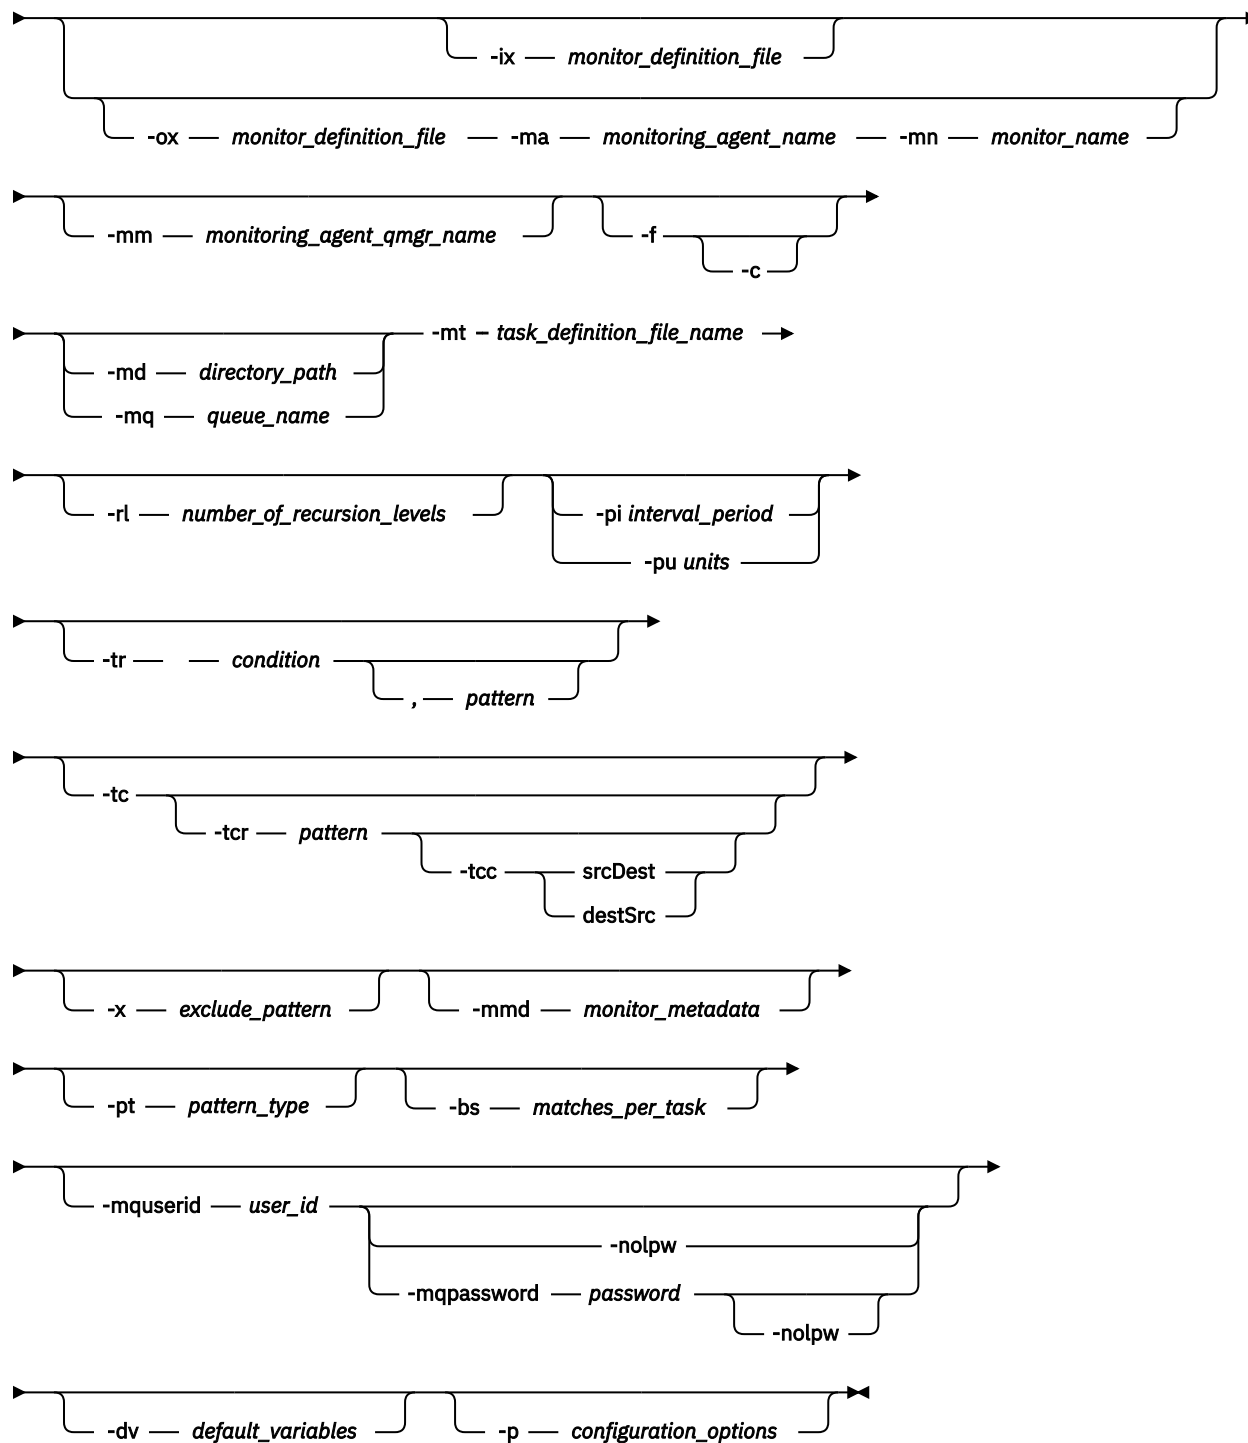 -ix monitor_definition_file
-ox monitor_definition_file -ma monitoring_agent_name -mn monitor_name
-mm monitoring_agent_qmgr_name -f
-c
-mt task_definition_file_name
-md directory_path
-mq queue_name
-rl number_of_recursion_levels -pi interval_period
-pu units
-tr condition
, pattern
-tc
-tcr pattern
-tcc srcDest
destSrc
-x exclude_pattern -mmd monitor_metadata
-pt pattern_type -bs matches_per_task
-mquserid user_id
-nolpw
-mqpassword password
-nolpw
-dv default_variables -p configuration_options